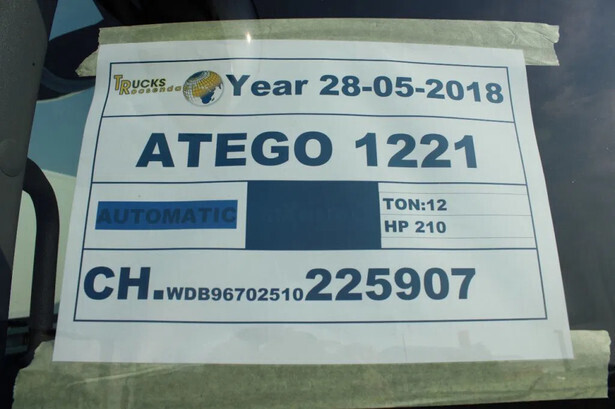 TRUCKS
Roosendaal
Year 28-05-2018
ATEGO 1221
AUTOMATIC
TON:12
HP 210
CH.WDB96702510225907